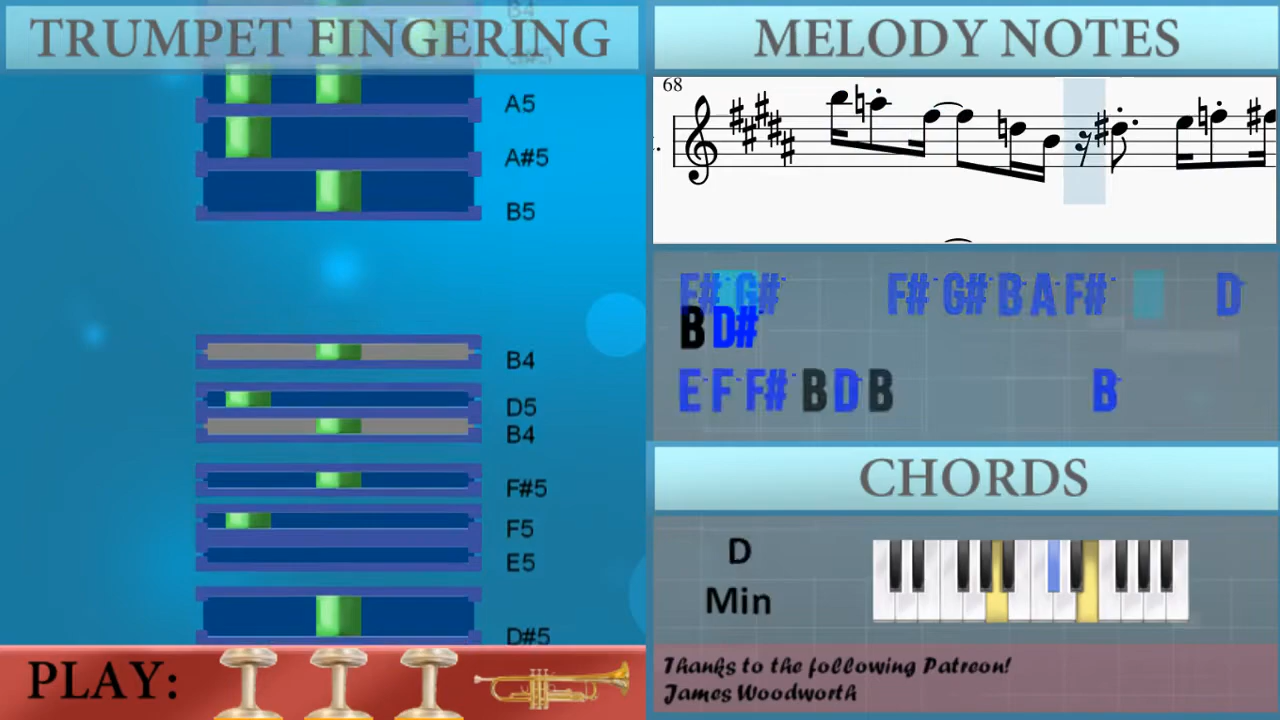 TRUMPET FINGERING
B4
A5
A#5
B5
B4
D5
B4
F#5
F5
E5
D#5
PLAY:
MELODY NOTES
68
F# G# F# G# B A F# D
B D#
E F F# B D B B
CHORDS
D
Min
Thanks to the following Patreon!
James Woodworth